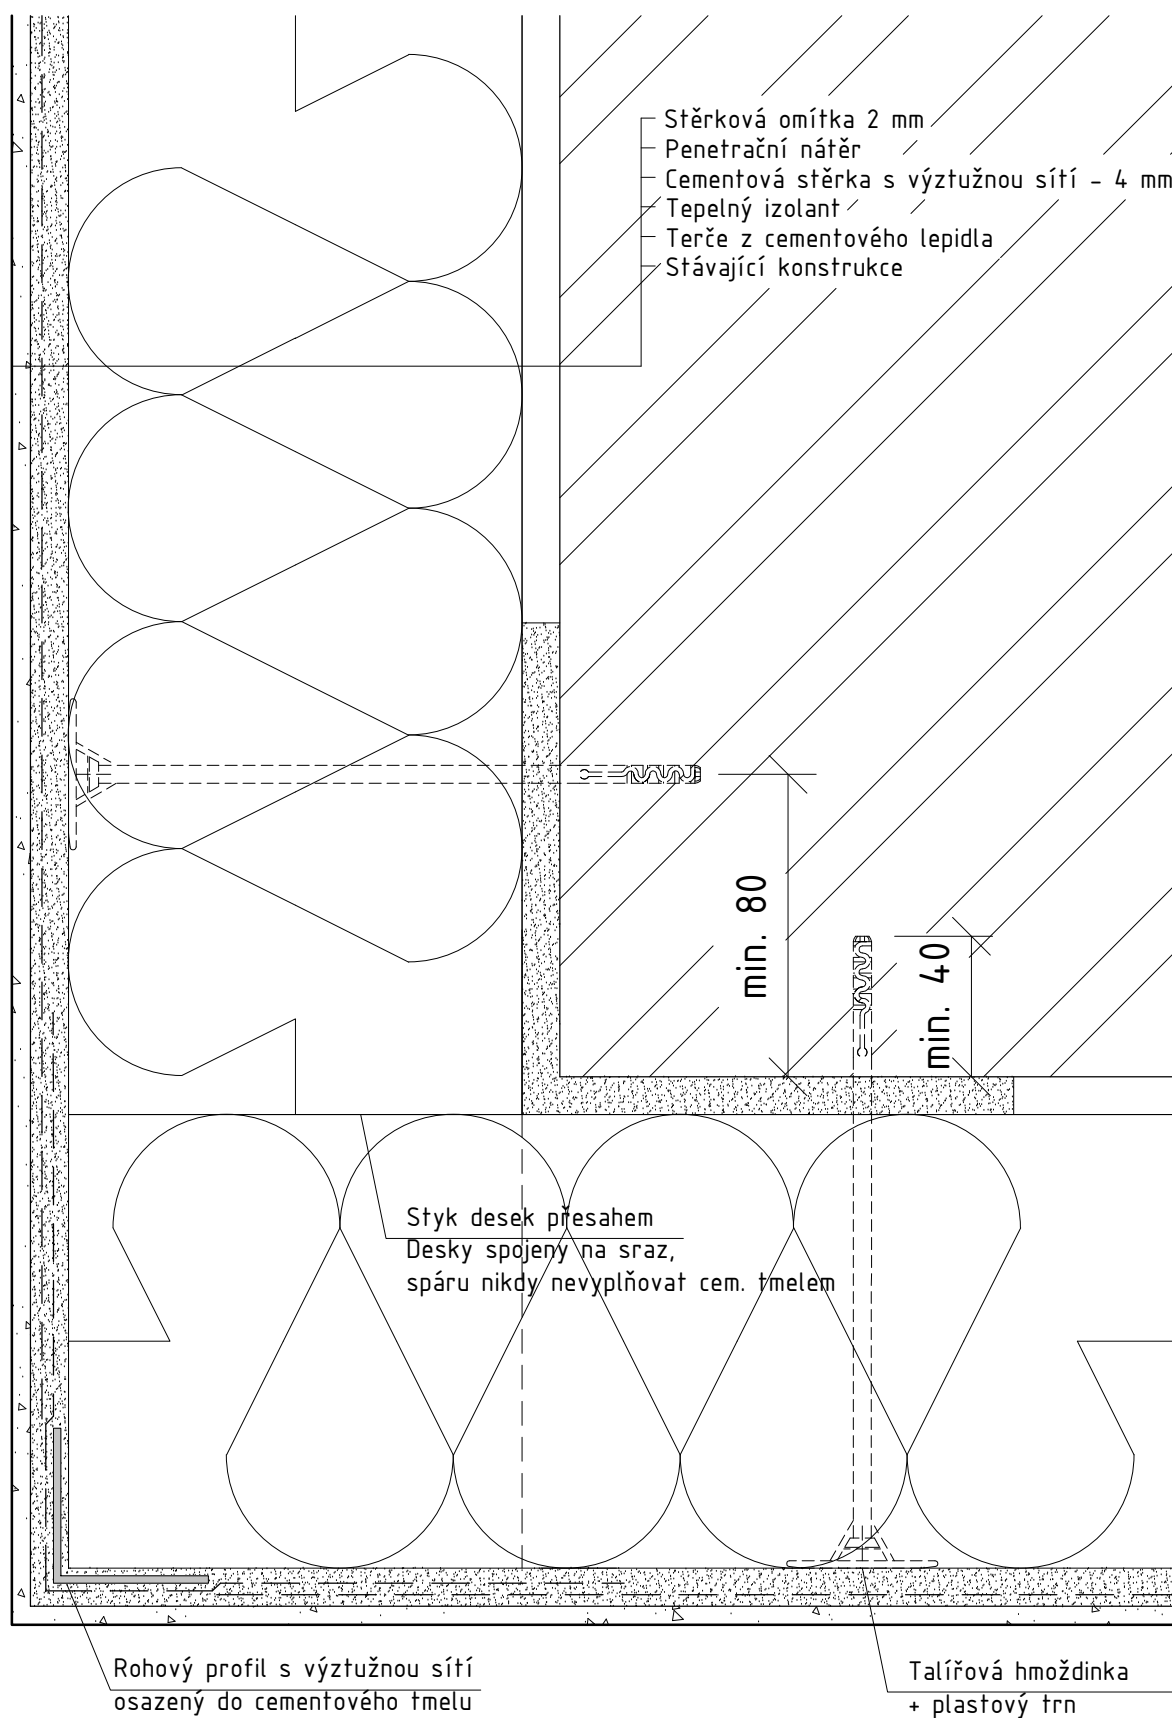 Stěrková omítka 2 mm
Penetrační nátěr
Cementová stěrka s výztužnou sítí - 4 mm
Tepelný izolant
Terče z cementového lepidla
Stávající konstrukce
min. 80
min. 40
Styk desek přesahem
Desky spojený na sraz,
spáru nikdy nevyplňovat cem. tmelem
Rohový profil s výztužnou sítí
osazený do cementového tmelu
Talířová hmoždinka
+ plastový trn